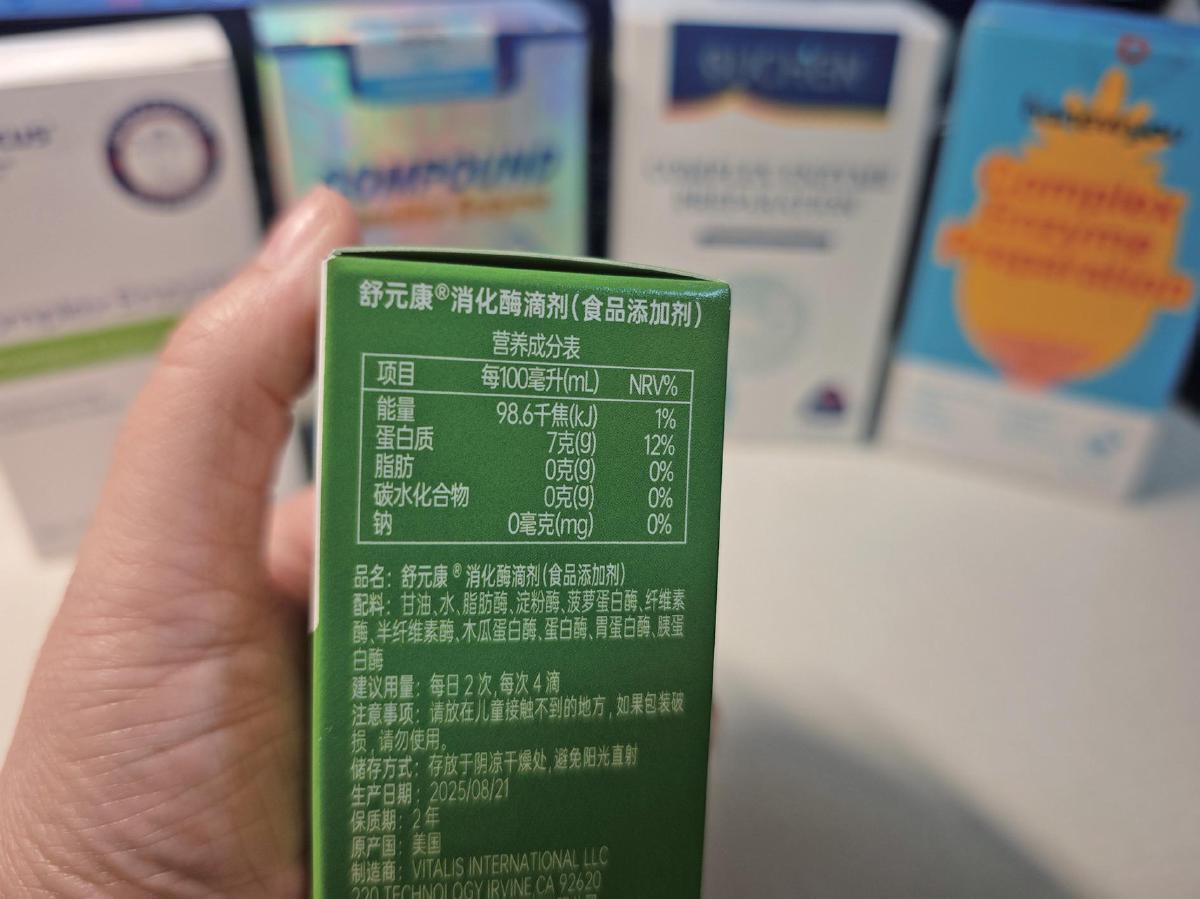 COMPOUND
BUCHEN
COMPLEX ENZYME
PREPARATION
Complex
Enzyme
Preparation
舒元康®消化酶滴剂(食品添加剂)
营养成分表
项目 每100毫升(mL) NRV%
能量 98.6千焦(kJ) 1%
蛋白质 7克(g) 12%
脂肪 0克(g) 0%
碳水化合物 0克(g) 0%
钠 0毫克(mg) 0%
品名：舒元康®消化酶滴剂(食品添加剂)
配料：甘油、水、脂肪酶、淀粉酶、菠萝蛋白酶、纤维素
酶、半纤维素酶、木瓜蛋白酶、蛋白酶、胃蛋白酶、胰蛋
白酶
建议用量：每日2次,每次4滴
注意事项：请放在儿童接触不到的地方,如果包装破
损,请勿使用。
储存方式：存放于阴凉干燥处,避免阳光直射
生产日期：2025/08/21
保质期：2年
原产国：美国
制造商：VITALIS INTERNATIONAL LLC
220 TECHNOLOGY IRVINE,CA 92620